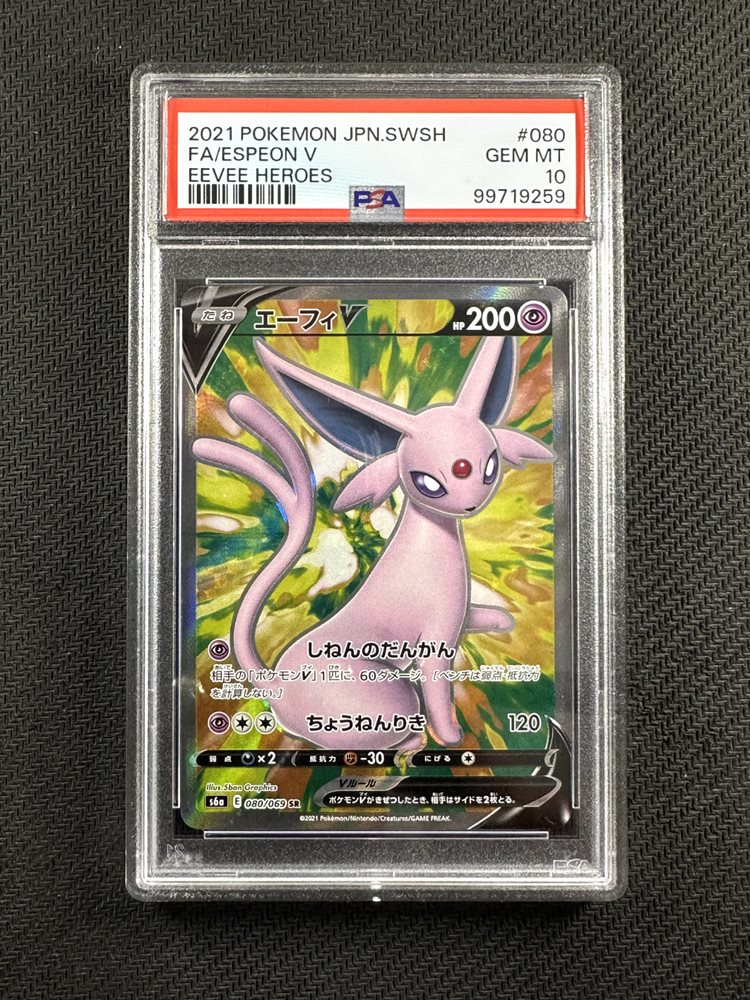 2021 POKEMON JPN.SWSH #080
FA/ESPEON V GEM MT
EEVEE HEROES 10
PSA 99719259
たね エーフィV HP200
しねんのだんがん
相手の「ポケモンV」1匹に、60ダメージ。[ベンチは弱点・抵抗力
を計算しない。]
ちょうねんりき 120
弱点 ×2 抵抗力 -30 にげる
Vルール
ポケモンVがきぜつしたとき、相手はサイドを2枚とる。
Illus. 5ban Graphics
s6a E 080/069 SR
©2021 Pokémon/Nintendo/Creatures/GAME FREAK.
PSA